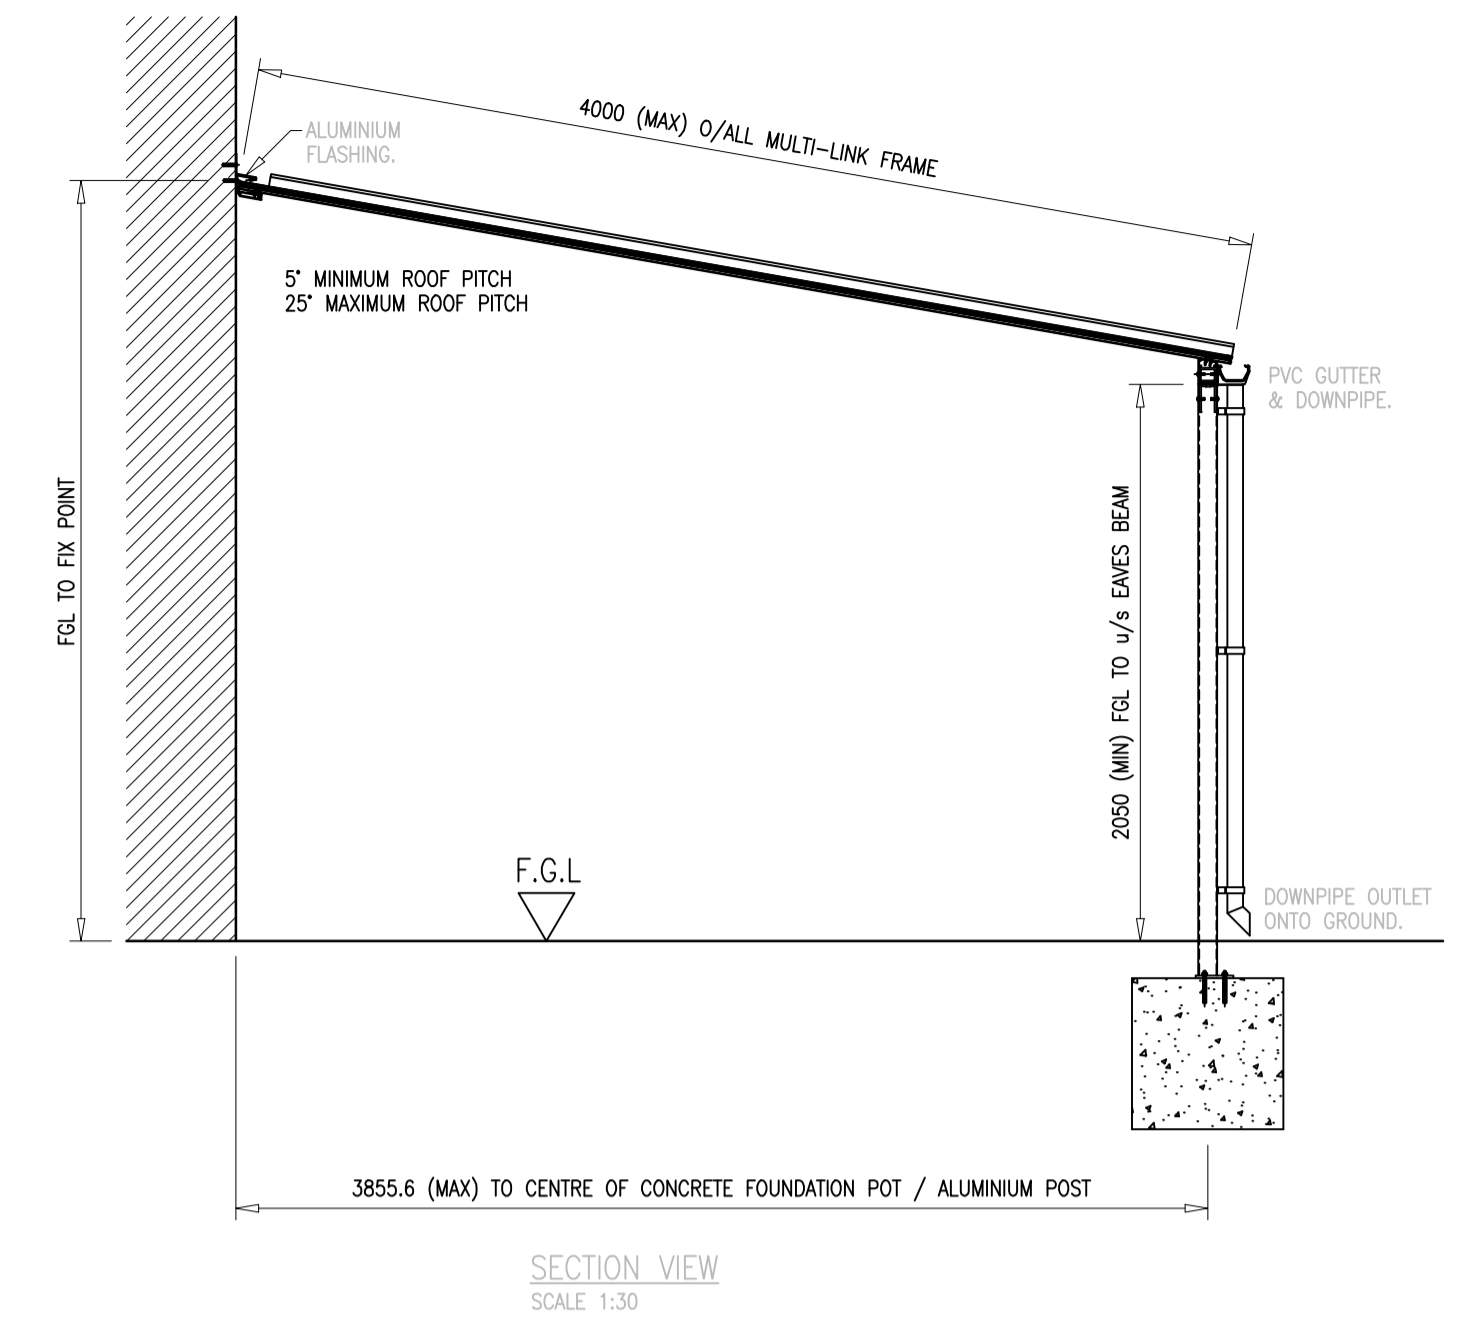 4000 (MAX) O/ALL MULTI-LINK FRAME
ALUMINIUM
FLASHING.
5° MINIMUM ROOF PITCH
25° MAXIMUM ROOF PITCH
PVC GUTTER
& DOWNPIPE.
FGL TO FIX POINT
2050 (MIN) FGL TO u/s EAVES BEAM
F.G.L
DOWNPIPE OUTLET
ONTO GROUND.
3855.6 (MAX) TO CENTRE OF CONCRETE FOUNDATION POT / ALUMINIUM POST
SECTION VIEW
SCALE 1:30